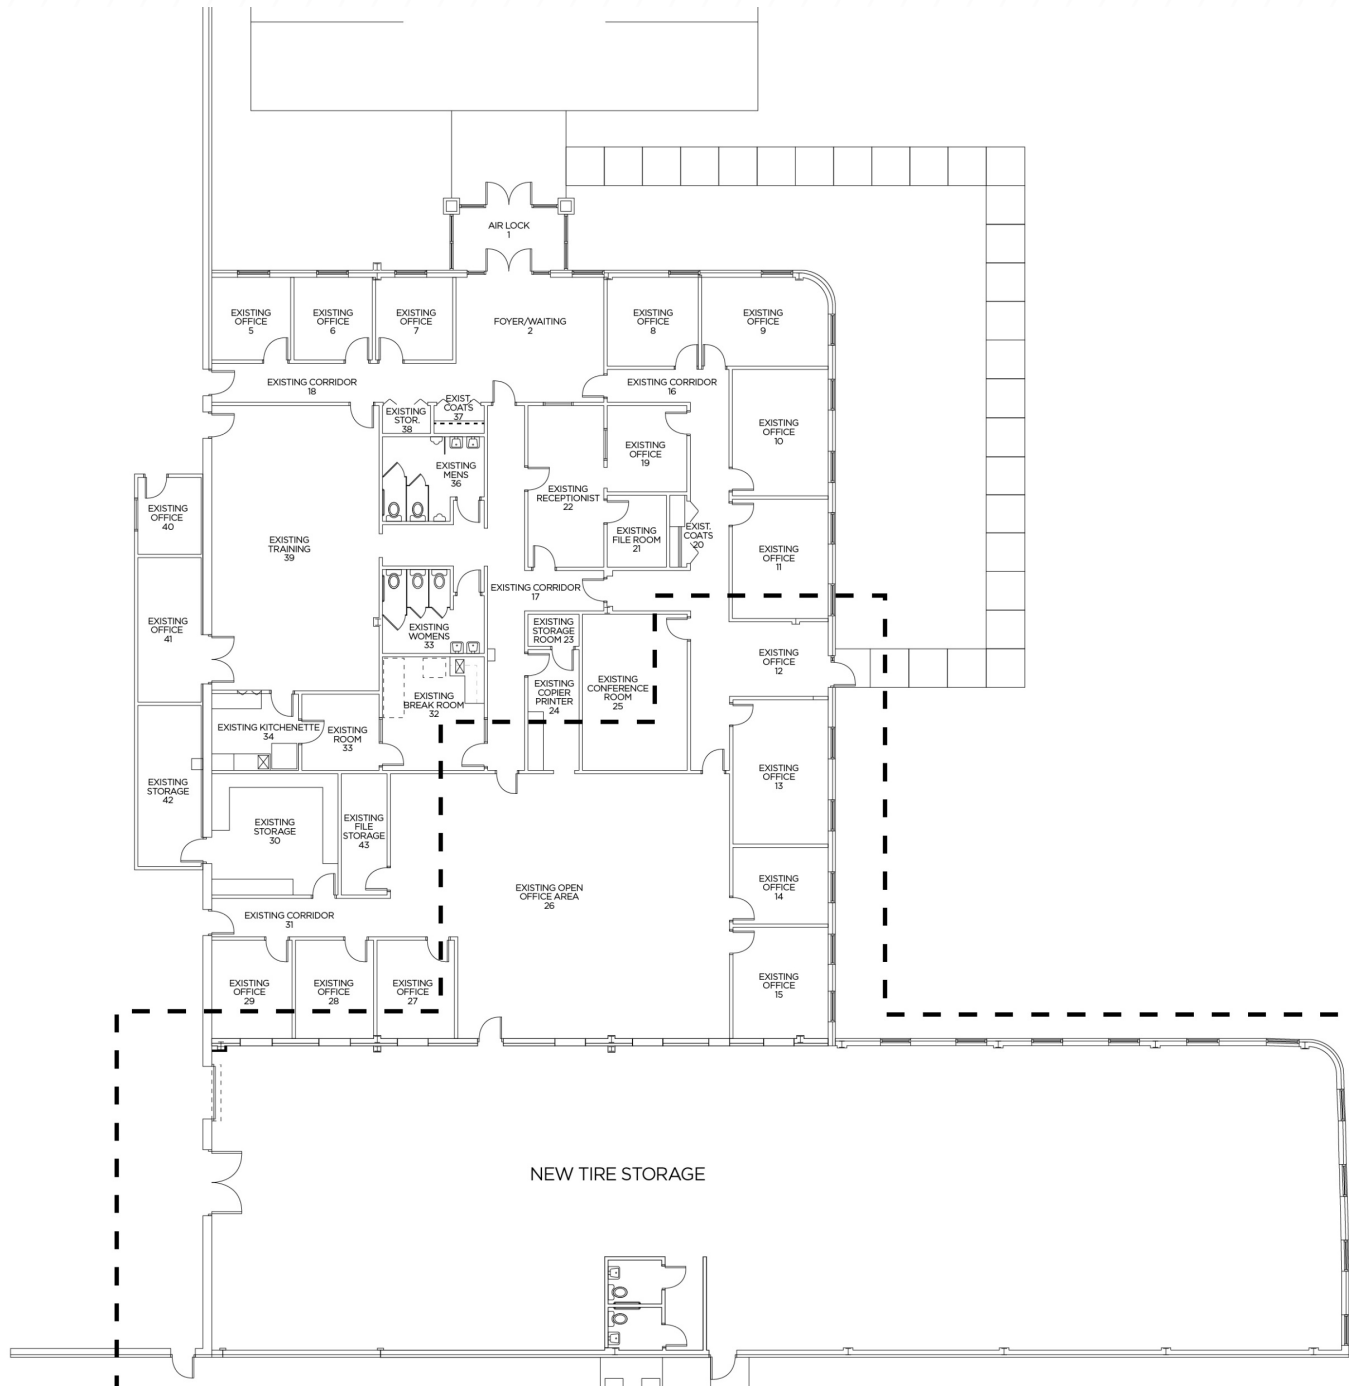 AIR LOCK
1
EXISTING
OFFICE
5
EXISTING
OFFICE
6
EXISTING
OFFICE
7
FOYER/WAITING
2
EXISTING
OFFICE
8
EXISTING
OFFICE
9
EXISTING CORRIDOR
18
EXISTING CORRIDOR
16
EXISTING
STOR.
38
EXIST.
COATS
37
EXISTING
OFFICE
10
EXISTING
OFFICE
19
EXISTING
MENS
36
EXISTING
RECEPTIONIST
22
EXISTING
OFFICE
40
EXISTING
TRAINING
39
EXISTING
FILE ROOM
21
EXIST.
COATS
20
EXISTING
OFFICE
11
EXISTING CORRIDOR
17
EXISTING
OFFICE
41
EXISTING
WOMENS
33
EXISTING
STORAGE
ROOM 23
EXISTING
OFFICE
12
EXISTING
BREAK ROOM
32
EXISTING
COPIER
PRINTER
24
EXISTING
CONFERENCE
ROOM
25
EXISTING KITCHENETTE
34
EXISTING
ROOM
33
EXISTING
STORAGE
42
EXISTING
OFFICE
13
EXISTING
STORAGE
30
EXISTING
FILE
STORAGE
43
EXISTING OPEN
OFFICE AREA
26
EXISTING
OFFICE
14
EXISTING CORRIDOR
31
EXISTING
OFFICE
29
EXISTING
OFFICE
28
EXISTING
OFFICE
27
EXISTING
OFFICE
15
NEW TIRE STORAGE